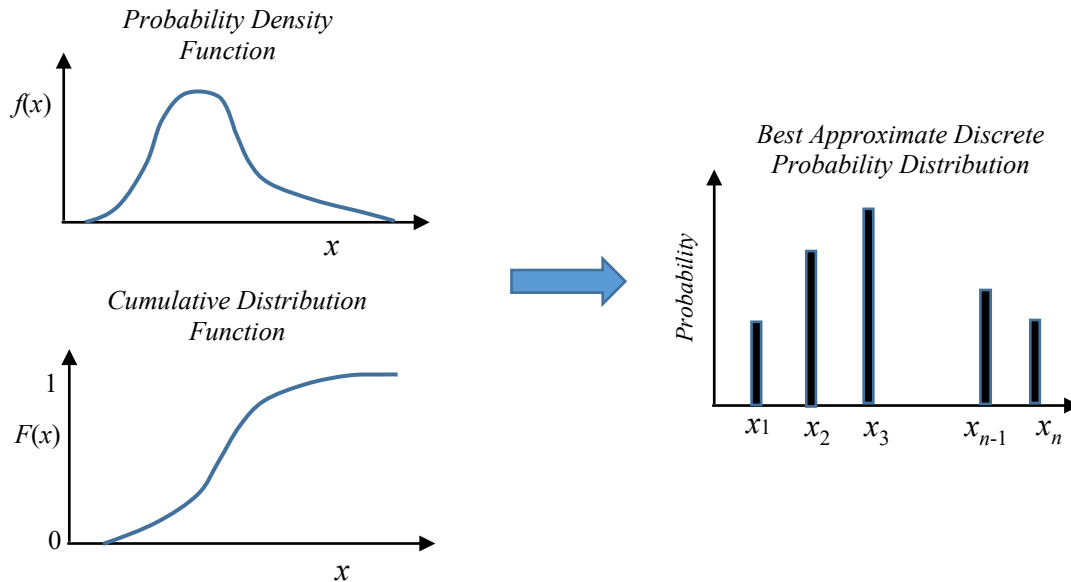 Probability Density
Function
f(x)
x
Cumulative Distribution
Function
1
F(x)
0
x
Best Approximate Discrete
Probability Distribution
Probability
x1 x2 x3 xn-1 xn